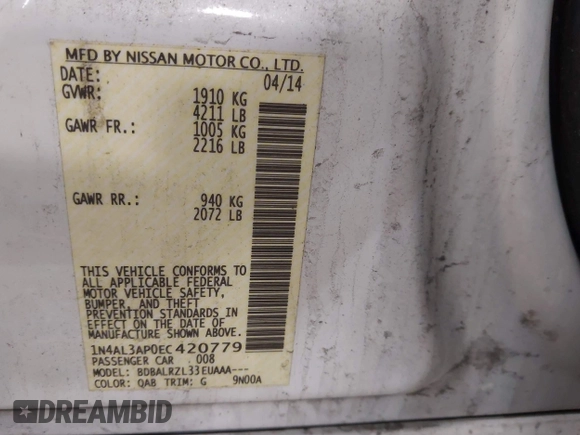 MFD BY NISSAN MOTOR CO., LTD.
DATE: 04/14
GVWR: 1910 KG
4211 LB
GAWR FR.: 1005 KG
2216 LB
GAWR RR.: 940 KG
2072 LB
THIS VEHICLE CONFORMS TO
ALL APPLICABLE FEDERAL
MOTOR VEHICLE SAFETY,
BUMPER, AND THEFT
PREVENTION STANDARDS IN
EFFECT ON THE DATE OF
MANUFACTURE SHOWN ABOVE.
1N4AL3AP0EC420779
PASSENGER CAR 008
MODEL: BDBALRZL33EUAAA---
COLOR: QAB TRIM: G 9N00A
DREAMBID